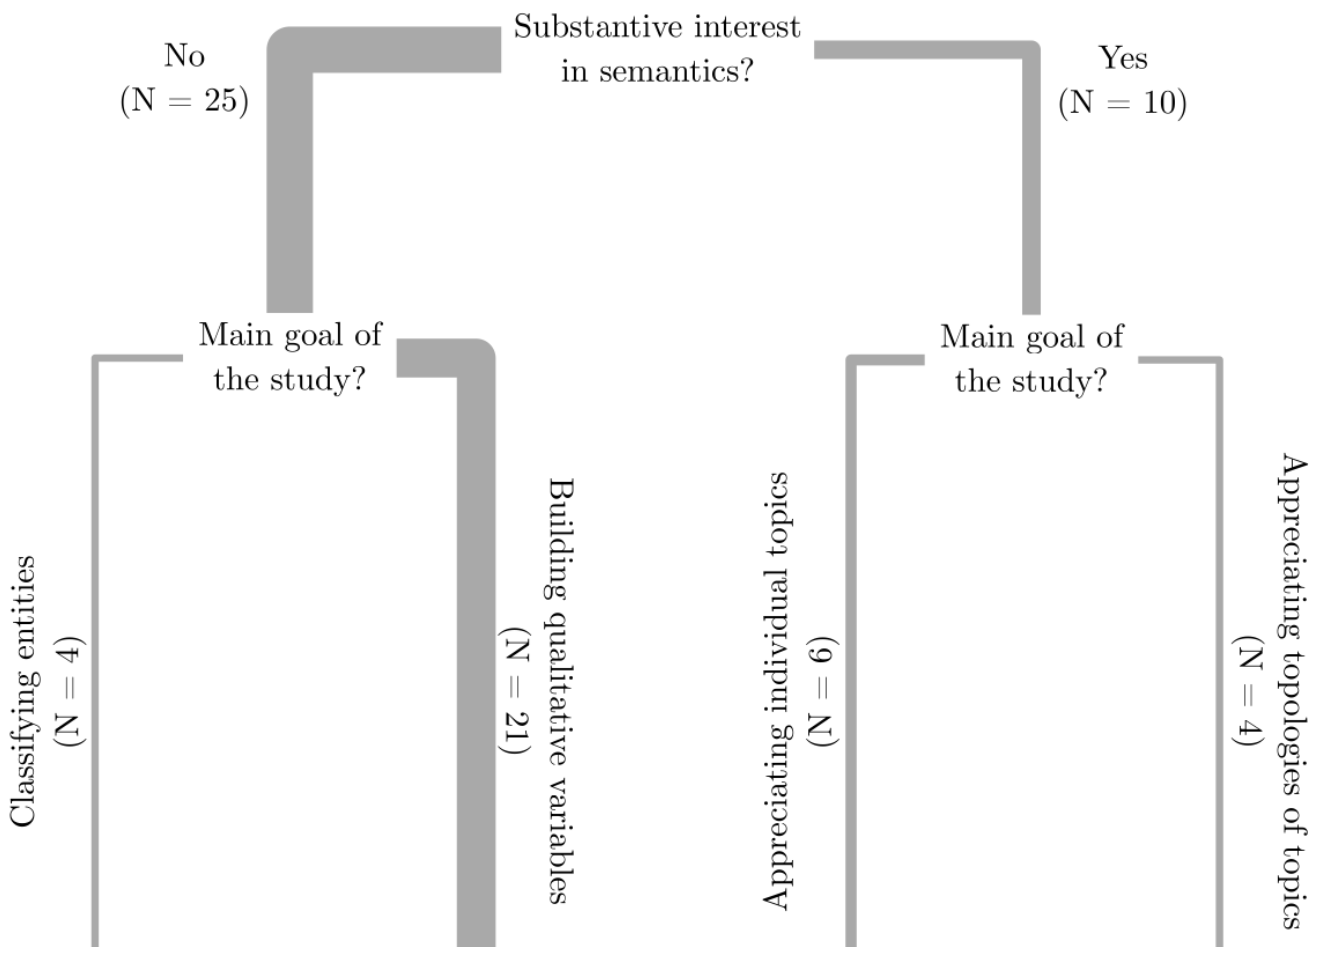 Substantive interest
in semantics?
No
(N = 25)
Yes
(N = 10)
Main goal of
the study?
Main goal of
the study?
Classifying entities
(N = 4)
Building qualitative variables
(N = 21)
Appreciating individual topics
(N = 6)
Appreciating topologies of topics
(N = 4)